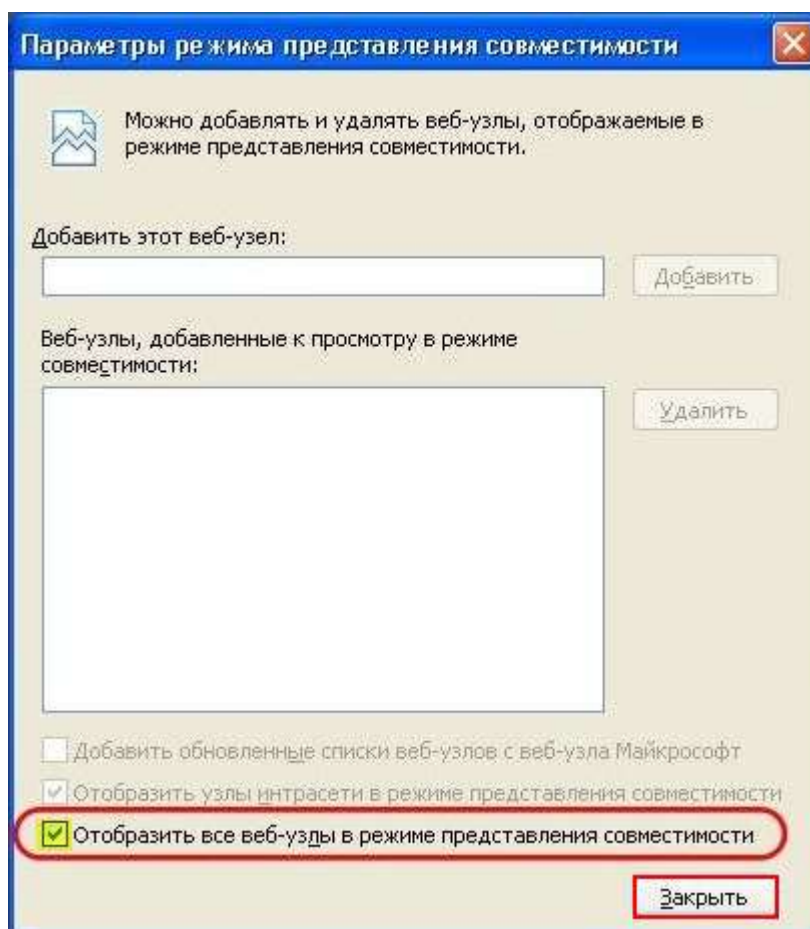 Параметры режима представления совместимости
Можно добавлять и удалять веб-узлы, отображаемые в
режиме представления совместимости.
Добавить этот веб-узел:
Добавить
Веб-узлы, добавленные к просмотру в режиме
совместимости:
Удалить
Добавить обновленные списки веб-узлов с веб-узла Майкрософт
Отобразить узлы интрасети в режиме представления совместимости
Отобразить все веб-узлы в режиме представления совместимости
Закрыть